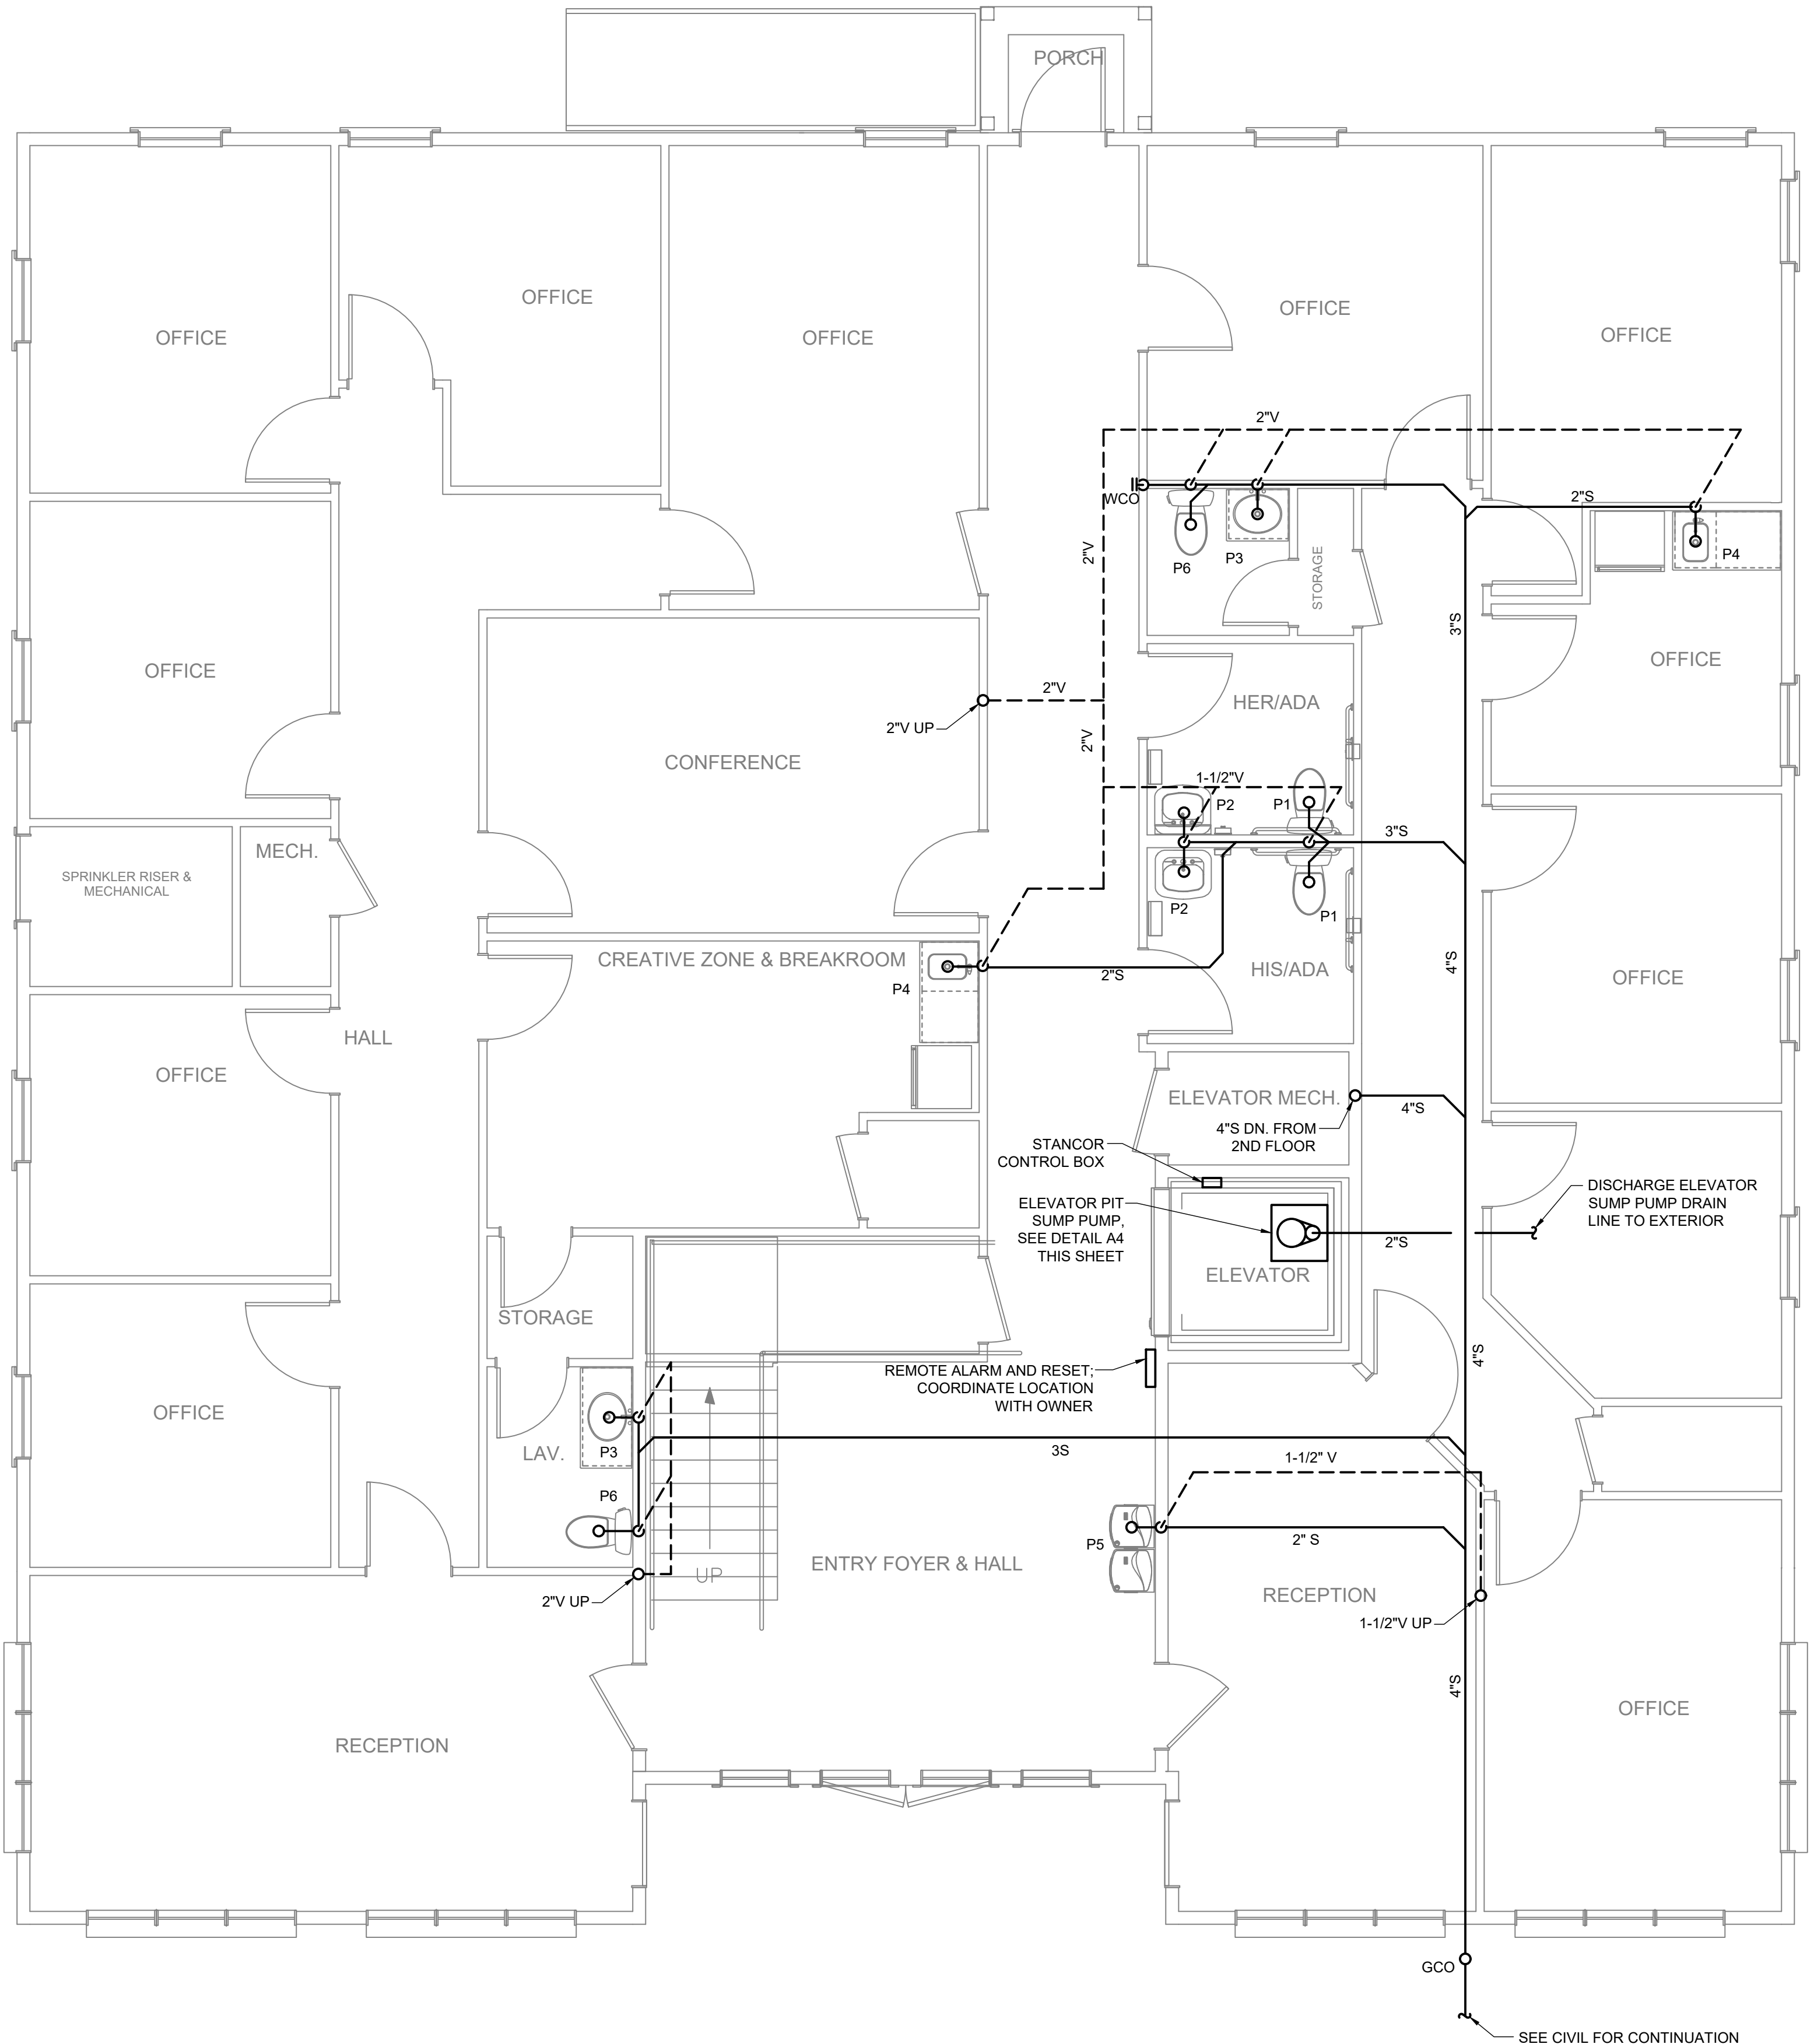 PORCH
OFFICE
OFFICE
OFFICE
OFFICE
OFFICE
2"V
WCO
2"S
P6
P3
P4
STORAGE
2"V
3"S
OFFICE
OFFICE
2"V
HER/ADA
2"V UP
2"V
CONFERENCE
1-1/2"V
P2
P1
3"S
MECH.
SPRINKLER RISER &
MECHANICAL
P2
P1
CREATIVE ZONE & BREAKROOM
P4
2"S
HIS/ADA
4"S
OFFICE
HALL
OFFICE
ELEVATOR MECH.
4"S
4"S DN. FROM
2ND FLOOR
STANCOR
CONTROL BOX
ELEVATOR PIT
SUMP PUMP,
SEE DETAIL A4
THIS SHEET
DISCHARGE ELEVATOR
SUMP PUMP DRAIN
LINE TO EXTERIOR
2"S
ELEVATOR
STORAGE
4"S
REMOTE ALARM AND RESET;
COORDINATE LOCATION
WITH OWNER
OFFICE
P3
LAV.
3S
1-1/2" V
P6
P5
2" S
ENTRY FOYER & HALL
UP
2"V UP
RECEPTION
1-1/2"V UP
4"S
OFFICE
RECEPTION
GCO
SEE CIVIL FOR CONTINUATION